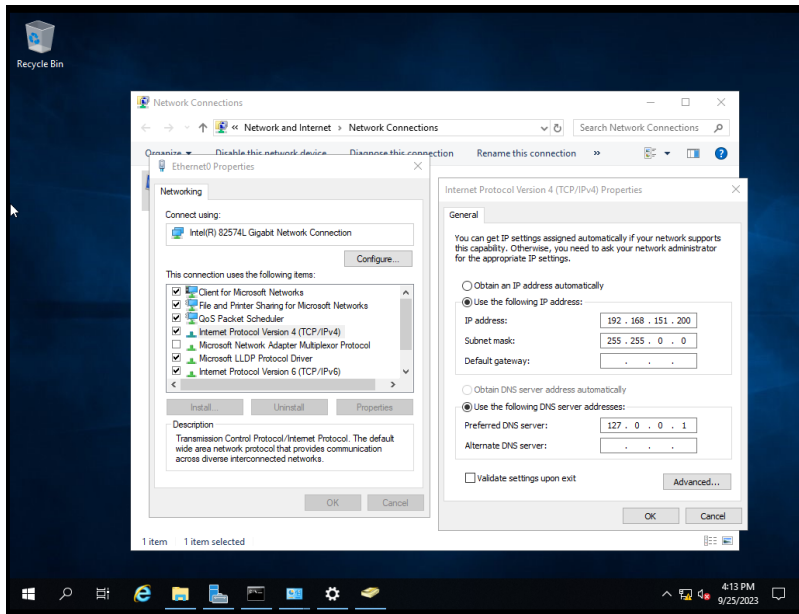 Recycle Bin
Network Connections
« Network and Internet › Network Connections
Search Network Connections
Organize
Disable this network device
Diagnose this connection
Rename this connection
»
Ethernet0 Properties
Networking
Connect using:
Intel(R) 82574L Gigabit Network Connection
Configure...
This connection uses the following items:
Client for Microsoft Networks
File and Printer Sharing for Microsoft Networks
QoS Packet Scheduler
Internet Protocol Version 4 (TCP/IPv4)
Microsoft Network Adapter Multiplexor Protocol
Microsoft LLDP Protocol Driver
Internet Protocol Version 6 (TCP/IPv6)
Install...
Uninstall
Properties
Description
Transmission Control Protocol/Internet Protocol. The default
wide area network protocol that provides communication
across diverse interconnected networks.
OK
Cancel
Internet Protocol Version 4 (TCP/IPv4) Properties
General
You can get IP settings assigned automatically if your network supports
this capability. Otherwise, you need to ask your network administrator
for the appropriate IP settings.
Obtain an IP address automatically
Use the following IP address:
IP address: 192 . 168 . 151 . 200
Subnet mask: 255 . 255 . 0 . 0
Default gateway: . . .
Obtain DNS server address automatically
Use the following DNS server addresses:
Preferred DNS server: 127 . 0 . 0 . 1
Alternate DNS server: . . .
Validate settings upon exit
Advanced...
OK
Cancel
1 item 1 item selected
4:13 PM
9/25/2023